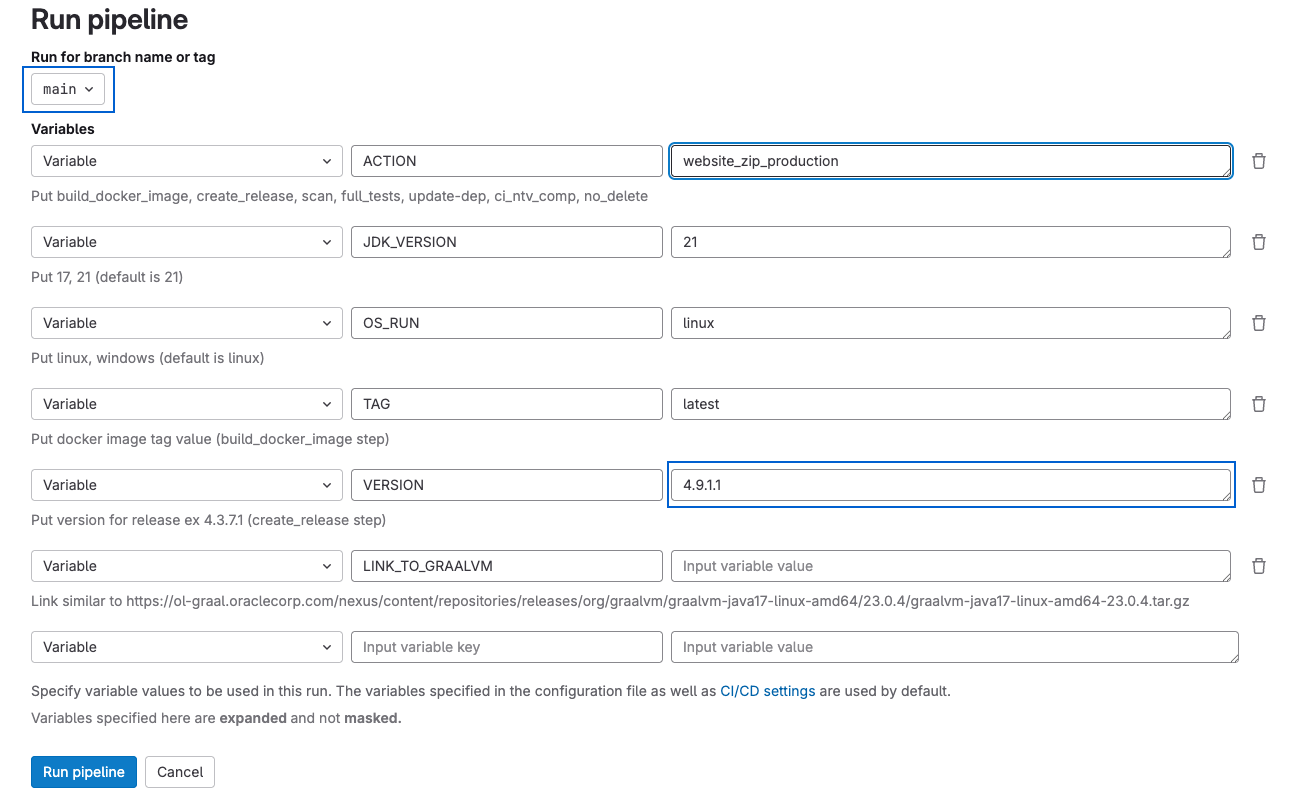 Run pipeline
Run for branch name or tag
main
Variables
Variable ACTION website_zip_production
Put build_docker_image, create_release, scan, full_tests, update-dep, ci_ntv_comp, no_delete
Variable JDK_VERSION 21
Put 17, 21 (default is 21)
Variable OS_RUN linux
Put linux, windows (default is linux)
Variable TAG latest
Put docker image tag value (build_docker_image step)
Variable VERSION 4.9.1.1
Put version for release ex 4.3.7.1 (create_release step)
Variable LINK_TO_GRAALVM Input variable value
Link similar to https://ol-graal.oraclecorp.com/nexus/content/repositories/releases/org/graalvm/graalvm-java17-linux-amd64/23.0.4/graalvm-java17-linux-amd64-23.0.4.tar.gz
Variable Input variable key Input variable value
Specify variable values to be used in this run. The variables specified in the configuration file as well as CI/CD settings are used by default.
Variables specified here are expanded and not masked.
Run pipeline Cancel